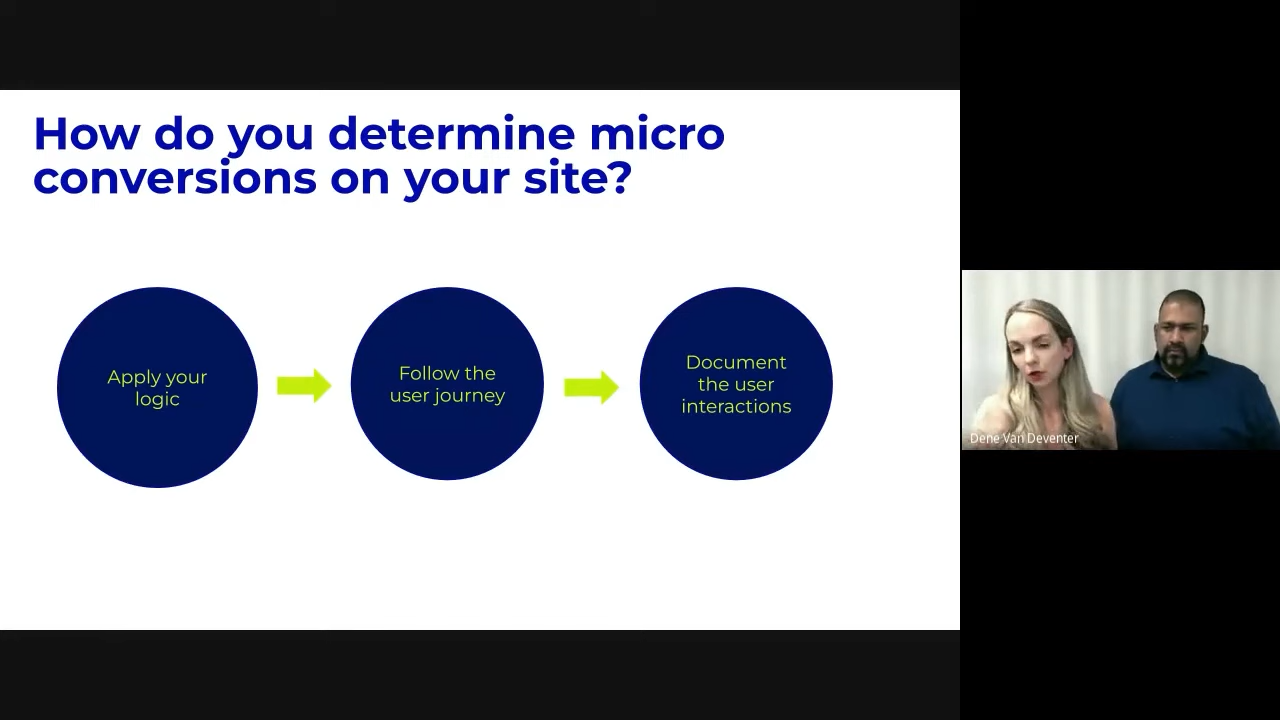 How do you determine micro
conversions on your site?
Apply your
logic
Follow the
user journey
Document
the user
interactions
Dene Van Deventer